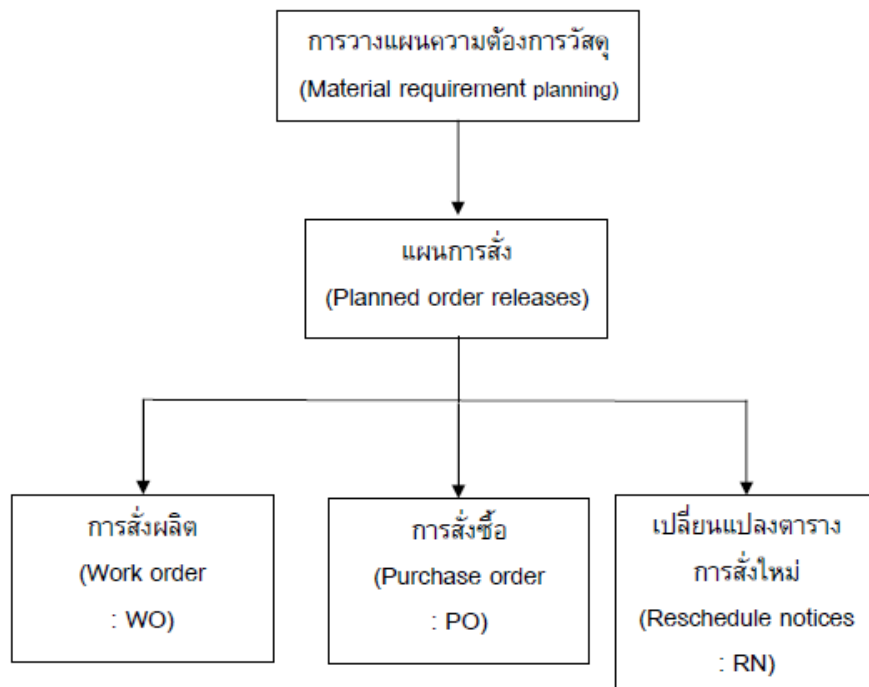 การวางแผนความต้องการวัสดุ
(Material requirement planning)
แผนการสั่ง
(Planned order releases)
การสั่งผลิต
(Work order
: WO)
การสั่งซื้อ
(Purchase order
: PO)
เปลี่ยนแปลงตาราง
การสั่งใหม่
(Reschedule notices
: RN)